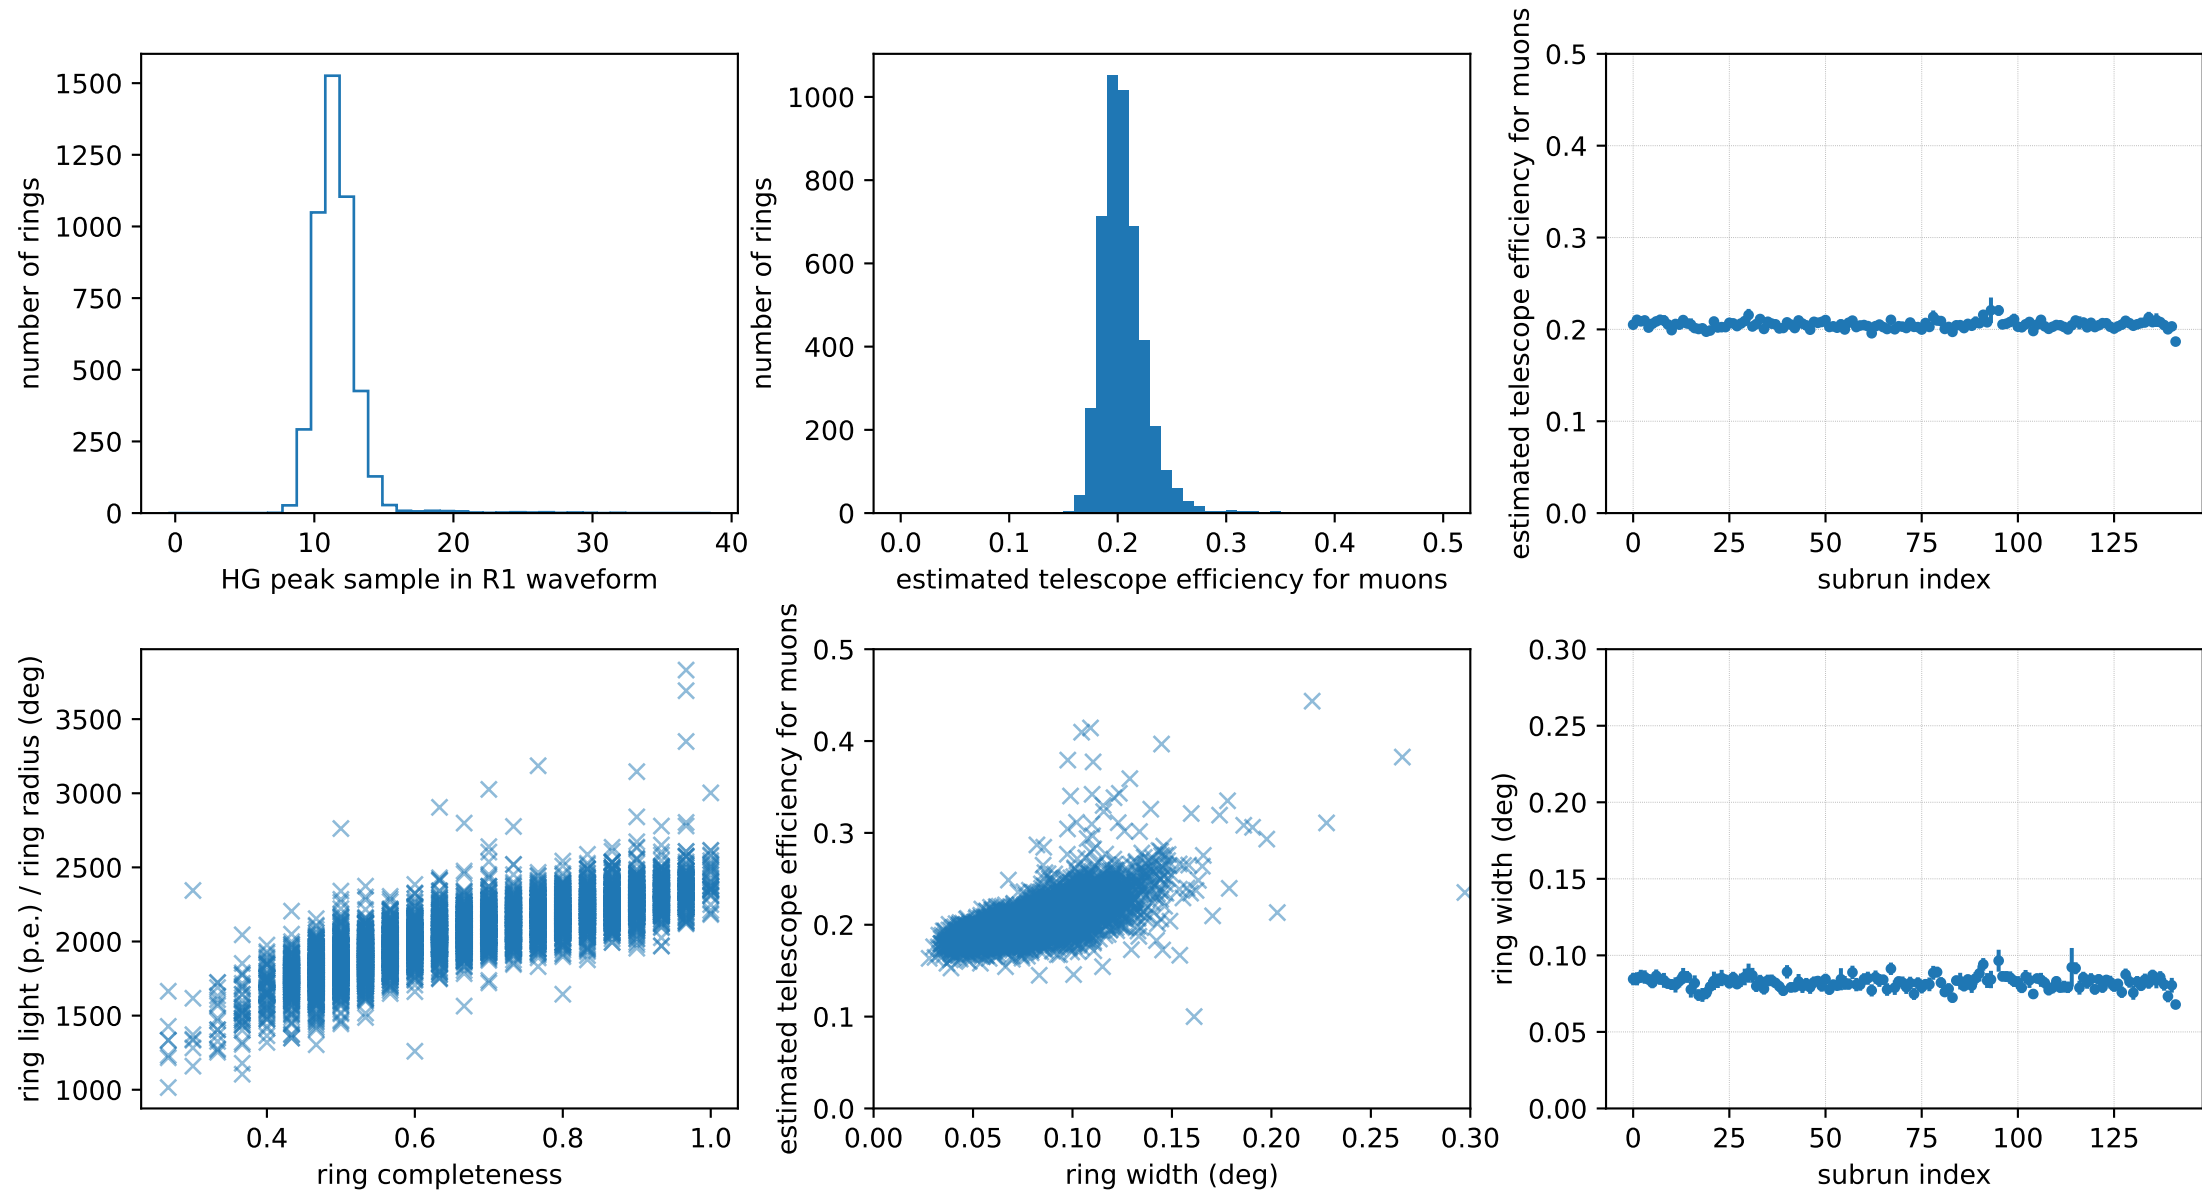 number of rings
1500
1250
1000
750
500
250
0
0 10 20 30 40
HG peak sample in R1 waveform
number of rings
1000
800
600
400
200
0
0.0 0.1 0.2 0.3 0.4 0.5
estimated telescope efficiency for muons
estimated telescope efficiency for muons
0.5
0.4
0.3
0.2
0.1
0.0
0 25 50 75 100 125
subrun index
ring light (p.e.) / ring radius (deg)
3500
3000
2500
2000
1500
1000
0.4 0.6 0.8 1.0
ring completeness
estimated telescope efficiency for muons
0.5
0.4
0.3
0.2
0.1
0.0
0.00 0.05 0.10 0.15 0.20 0.25 0.30
ring width (deg)
ring width (deg)
0.30
0.25
0.20
0.15
0.10
0.05
0.00
0 25 50 75 100 125
subrun index